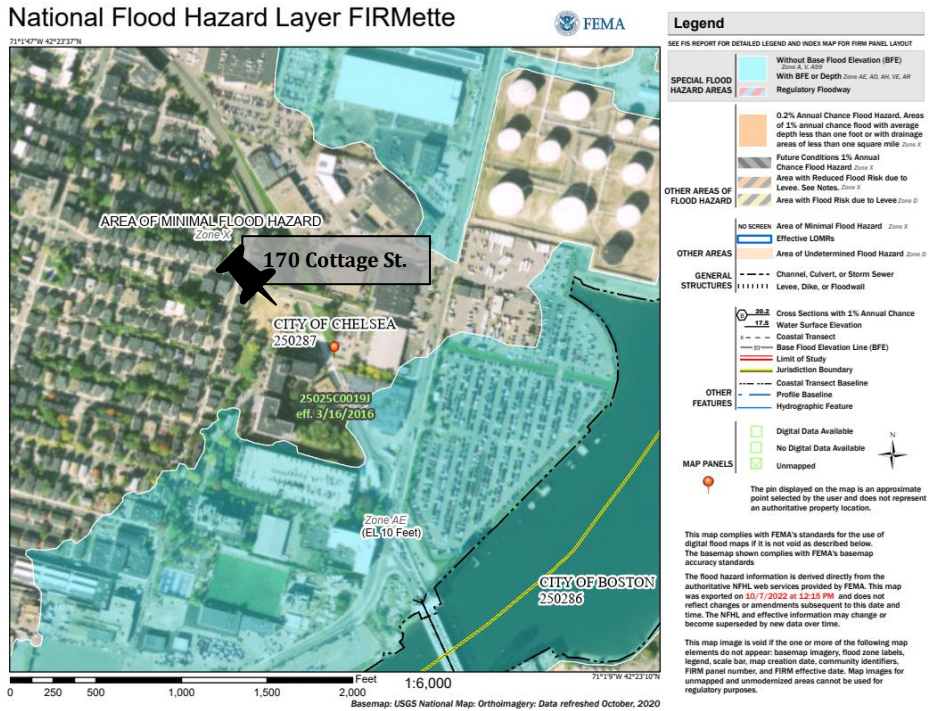 National Flood Hazard Layer FIRMette
FEMA
71°1'47"W 42°23'37"N
AREA OF MINIMAL FLOOD HAZARD
Zone X
170 Cottage St.
CITY OF CHELSEA
250287
25025C0019J
eff. 3/16/2016
Zone AE
(EL 10 Feet)
CITY OF BOSTON
250286
71°1'9"W 42°23'10"N
0 250 500 1,000 1,500 2,000
Feet
1:6,000
Basemap: USGS National Map: Orthoimagery: Data refreshed October, 2020
Legend
SEE FIS REPORT FOR DETAILED LEGEND AND INDEX MAP FOR FIRM PANEL LAYOUT
SPECIAL FLOOD
HAZARD AREAS
Without Base Flood Elevation (BFE)
Zone A, V, A99
With BFE or Depth Zone AE, AO, AH, VE, AR
Regulatory Floodway
OTHER AREAS OF
FLOOD HAZARD
0.2% Annual Chance Flood Hazard, Areas
of 1% annual chance flood with average
depth less than one foot or with drainage
areas of less than one square mile Zone X
Future Conditions 1% Annual
Chance Flood Hazard Zone X
Area with Reduced Flood Risk due to
Levee. See Notes. Zone X
Area with Flood Risk due to Levee Zone D
OTHER AREAS
NO SCREEN Area of Minimal Flood Hazard Zone X
Effective LOMRs
Area of Undetermined Flood Hazard Zone D
GENERAL
STRUCTURES
Channel, Culvert, or Storm Sewer
Levee, Dike, or Floodwall
OTHER
FEATURES
B 20.2 Cross Sections with 1% Annual Chance
17.5 Water Surface Elevation
Coastal Transect
Base Flood Elevation Line (BFE)
Limit of Study
Jurisdiction Boundary
Coastal Transect Baseline
Profile Baseline
Hydrographic Feature
MAP PANELS
Digital Data Available
No Digital Data Available
Unmapped
N
The pin displayed on the map is an approximate
point selected by the user and does not represent
an authoritative property location.
This map complies with FEMA's standards for the use of
digital flood maps if it is not void as described below.
The basemap shown complies with FEMA's basemap
accuracy standards
The flood hazard information is derived directly from the
authoritative NFHL web services provided by FEMA. This map
was exported on 10/7/2022 at 12:15 PM and does not
reflect changes or amendments subsequent to this date and
time. The NFHL and effective information may change or
become superseded by new data over time.
This map image is void if the one or more of the following map
elements do not appear: basemap imagery, flood zone labels,
legend, scale bar, map creation date, community identifiers,
FIRM panel number, and FIRM effective date. Map images for
unmapped and unmodernized areas cannot be used for
regulatory purposes.